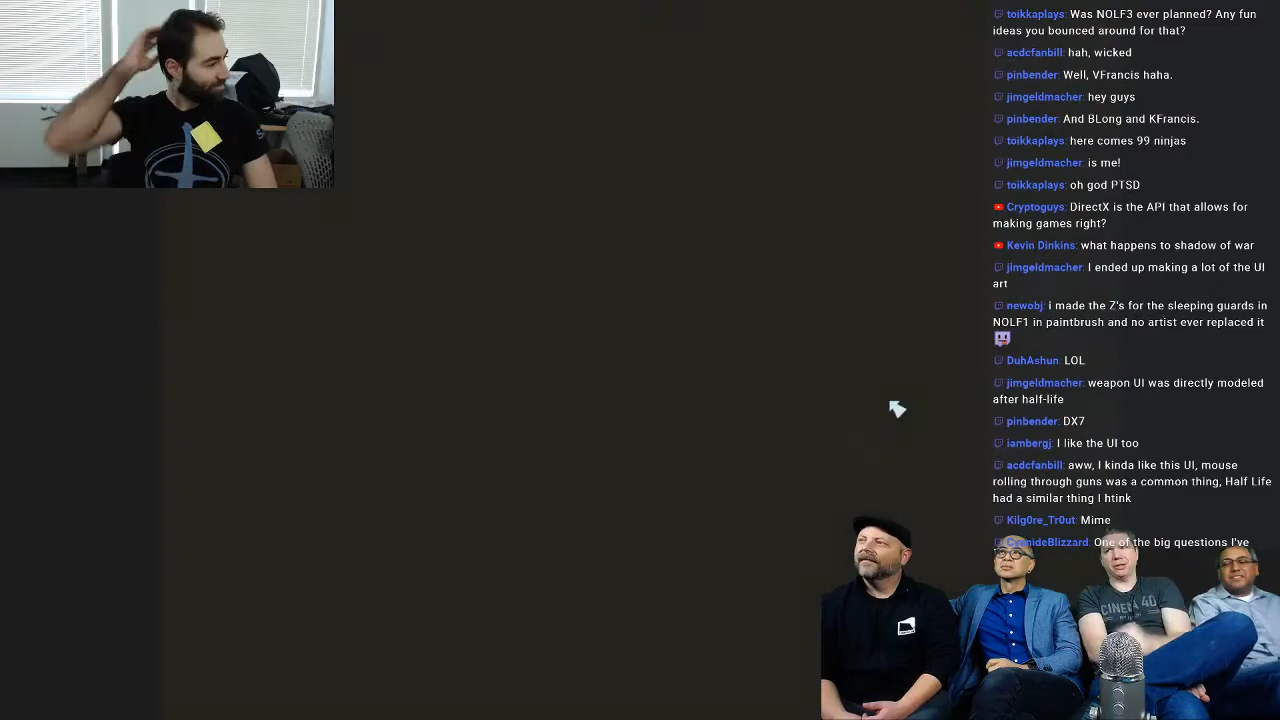 toikkaplays: Was NOLF3 ever planned? Any fun
ideas you bounced around for that?
acdcfanbill: hah, wicked
pinbender: Well, VFrancis haha.
jimgeldmacher: hey guys
pinbender: And BLong and KFrancis.
toikkaplays: here comes 99 ninjas
jimgeldmacher: is me!
toikkaplays: oh god PTSD
Cryptoguys: DirectX is the API that allows for
making games right?
Kevin Dinkins: what happens to shadow of war
jimgeldmacher: I ended up making a lot of the UI
art
newobj: i made the Z's for the sleeping guards in
NOLF1 in paintbrush and no artist ever replaced it
DuhAshun: LOL
jimgeldmacher: weapon UI was directly modeled
after half-life
pinbender: DX7
iambergj: I like the UI too
acdcfanbill: aww, I kinda like this UI, mouse
rolling through guns was a common thing, Half Life
had a similar thing I htink
Kilg0re_Tr0ut: Mime
CyanideBlizzard: One of the big questions I've
CINEMA 4D